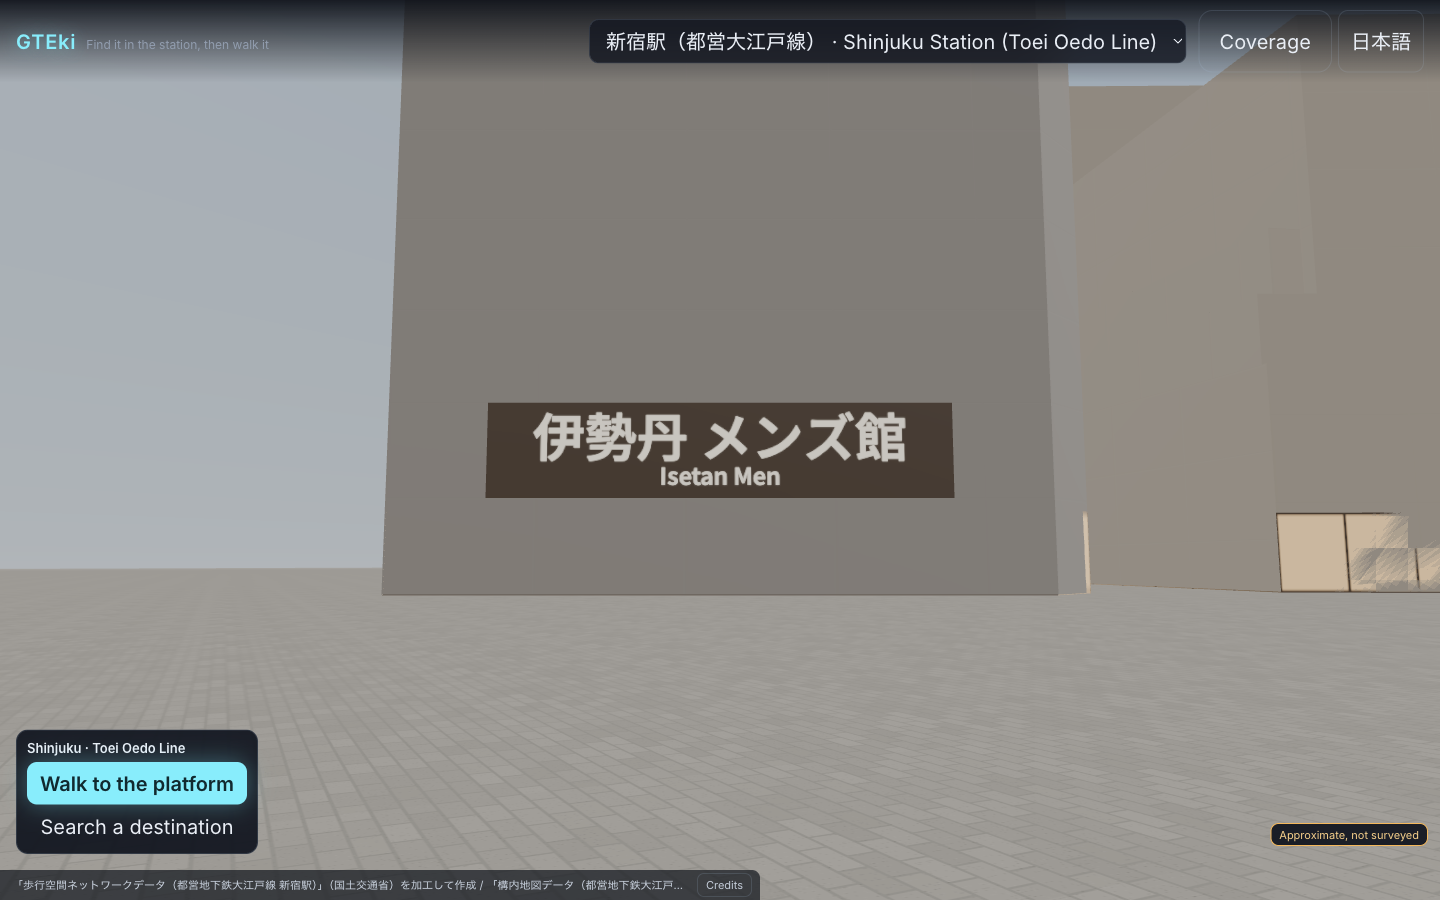 GTEki Find it in the station, then walk it
新宿駅（都営大江戸線） · Shinjuku Station (Toei Oedo Line)
Coverage
日本語
伊勢丹 メンズ館
Isetan Men
Shinjuku · Toei Oedo Line
Walk to the platform
Search a destination
Approximate, not surveyed
「歩行空間ネットワークデータ（都営地下鉄大江戸線 新宿駅）」（国土交通省）を加工して作成 / 「構内地図データ（都営地下鉄大江戸...
Credits